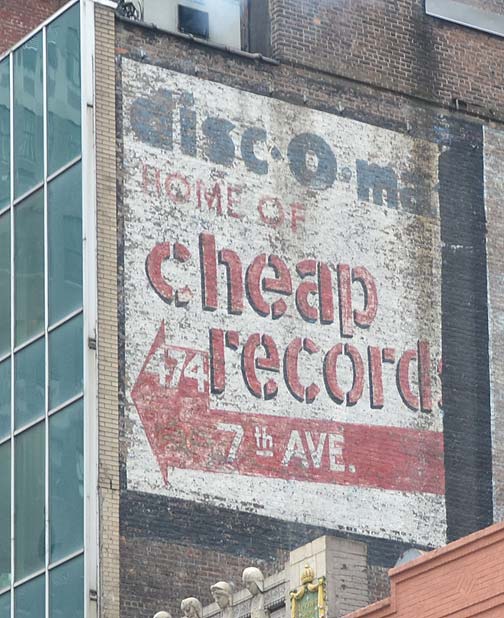 disc·O·ma
HOME OF
cheap
records
474
7th AVE.